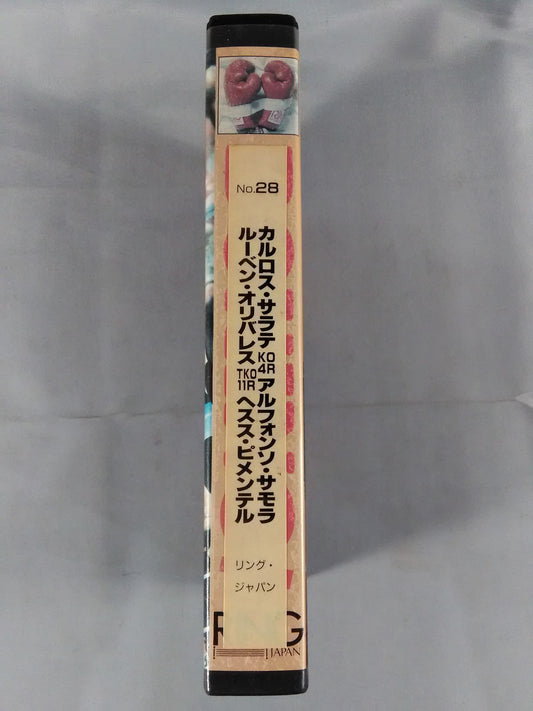 No.28
カルロス・サラテ KO 4R アルフォンソ・サモラ
ルーベン・オリバレス TKO 11R ヘスス・ピメンテル
リング・
ジャパン
RING
JAPAN